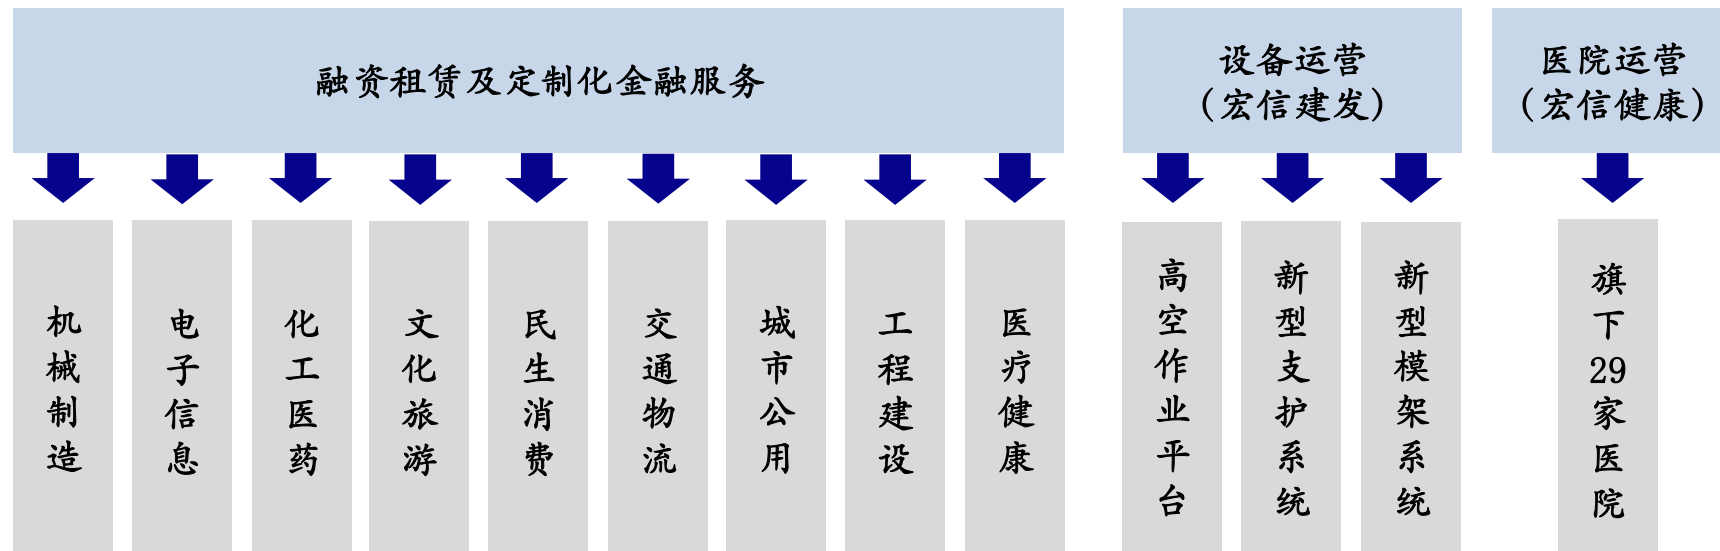 融资租赁及定制化金融服务
设备运营
（宏信建发）
医院运营
（宏信健康）
机械制造
电子信息
化工医药
文化旅游
民生消费
交通物流
城市公用
工程建设
医疗健康
高空作业平台
新型支护系统
新型模架系统
旗下29家医院